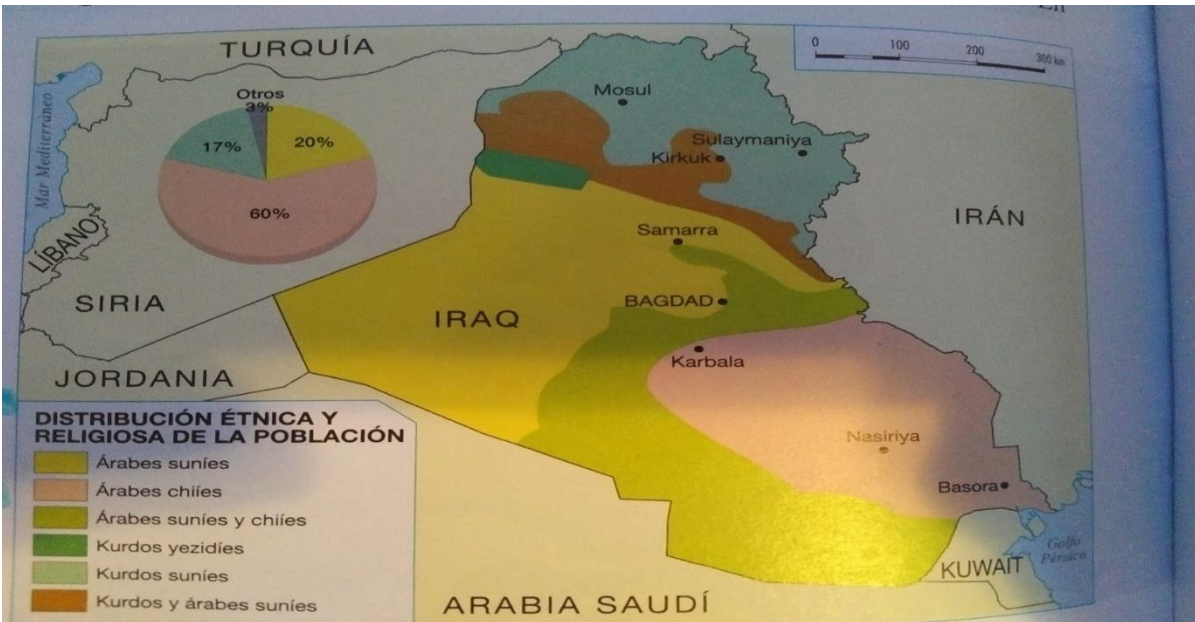 En
TURQUÍA
0 100 200 300 km
Mar Mediterráneo
Otros
3%
17%
20%
60%
Mosul
Sulaymaniya
Kirkuk
IRÁN
LÍBANO
Samarra
SIRIA
BAGDAD
IRAQ
Karbala
JORDANIA
DISTRIBUCIÓN ÉTNICA Y
RELIGIOSA DE LA POBLACIÓN
Árabes suníes
Árabes chiíes
Árabes suníes y chiíes
Kurdos yezidíes
Kurdos suníes
Kurdos y árabes suníes
Nasiriya
Basora
Golfo
Pérsico
KUWAIT
ARABIA SAUDÍ